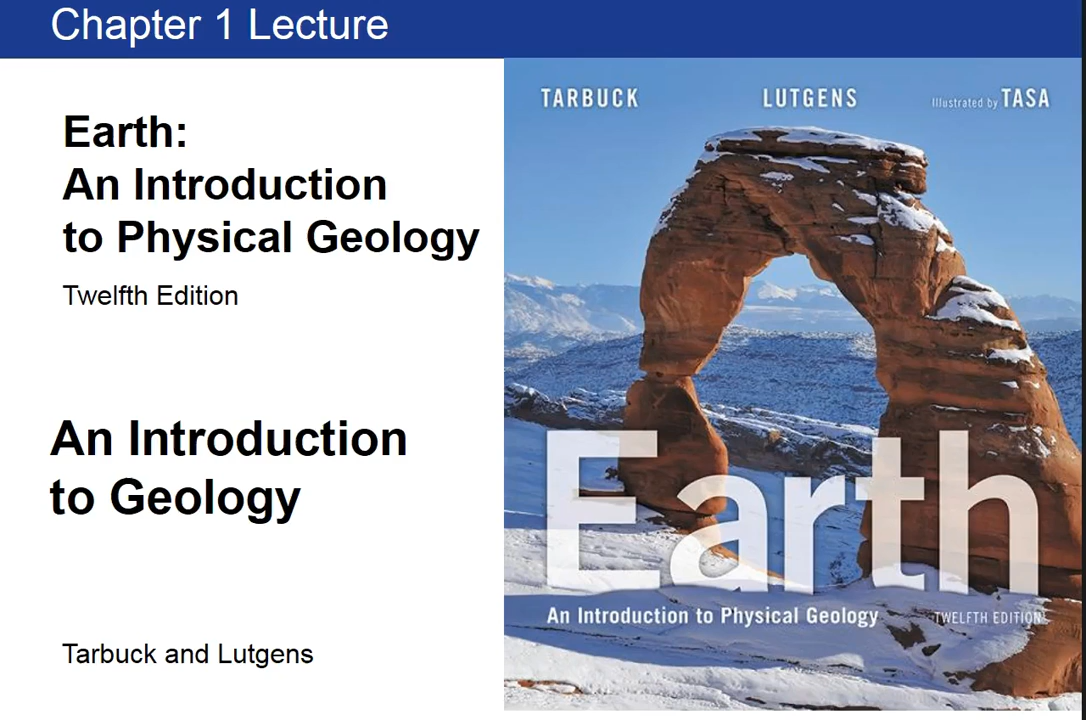 Chapter 1 Lecture
Earth:
An Introduction
to Physical Geology
Twelfth Edition
An Introduction
to Geology
Tarbuck and Lutgens
TARBUCK
LUTGENS
Illustrated by TASA
Earth
An Introduction to Physical Geology
TWELFTH EDITION